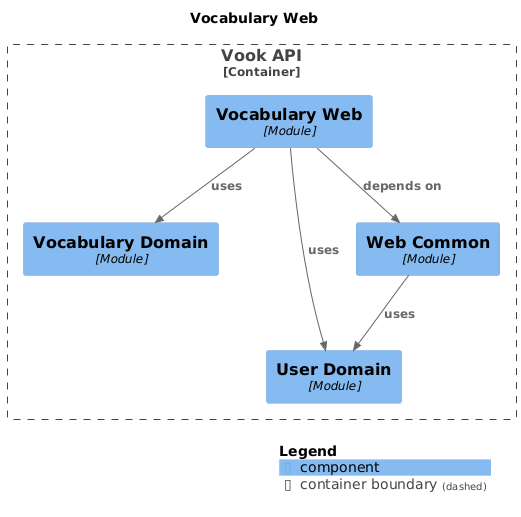 Vocabulary Web
Vook API
[Container]
Vocabulary Web
[Module]
uses
depends on
Vocabulary Domain
[Module]
Web Common
[Module]
uses
uses
User Domain
[Module]
Legend
component
container boundary (dashed)